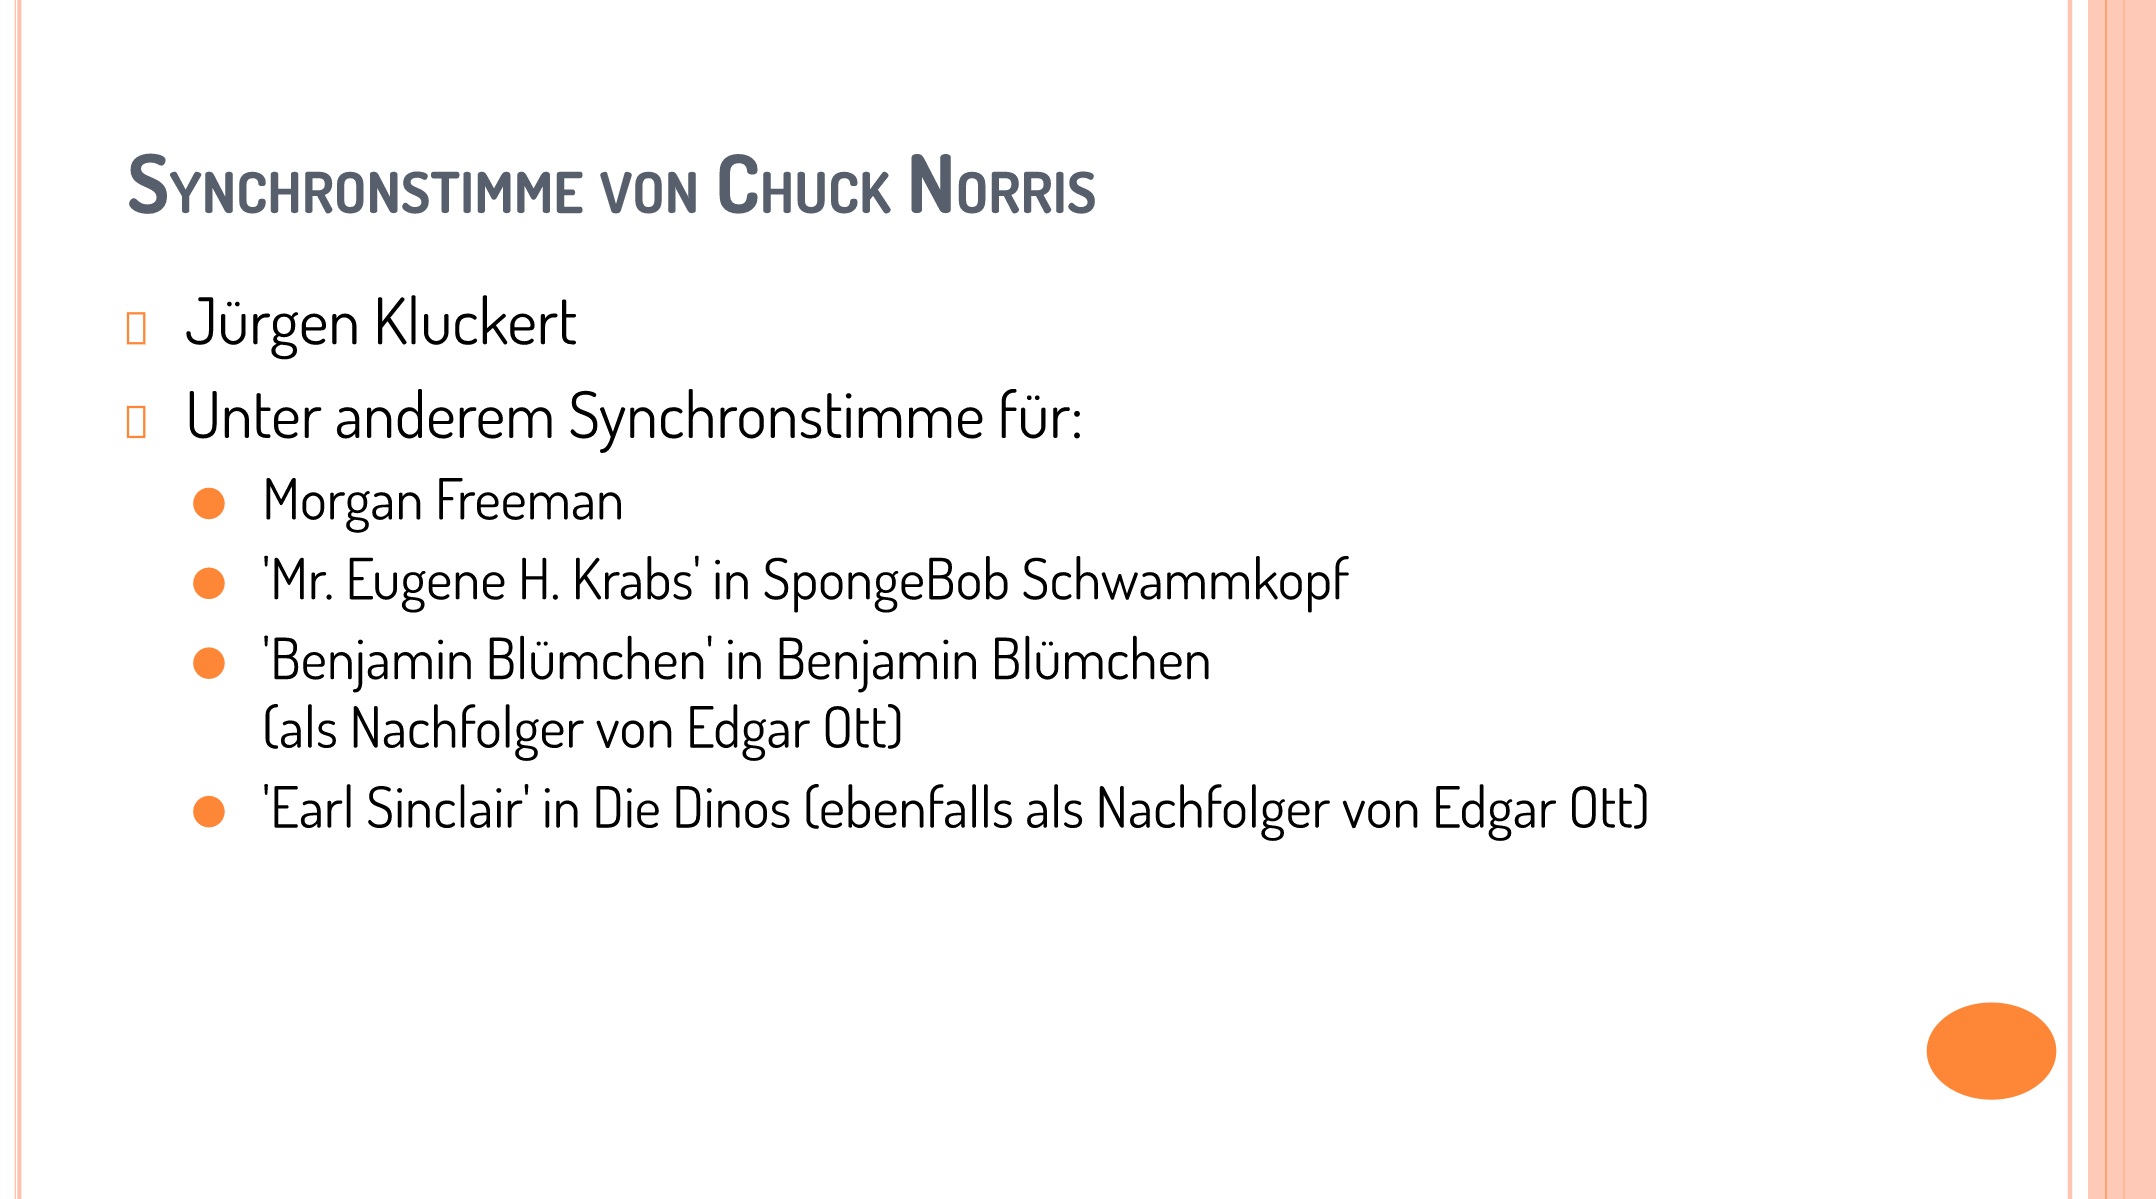 Synchronstimme von Chuck Norris
Jürgen Kluckert
Unter anderem Synchronstimme für:
Morgan Freeman
'Mr. Eugene H. Krabs' in SpongeBob Schwammkopf
'Benjamin Blümchen' in Benjamin Blümchen
(als Nachfolger von Edgar Ott)
'Earl Sinclair' in Die Dinos (ebenfalls als Nachfolger von Edgar Ott)